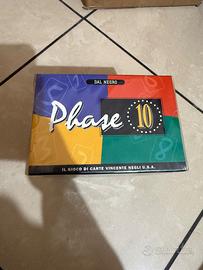 DAL NEGRO
Phase 10
IL GIOCO DI CARTE VINCENTE NEGLI U.S.A.